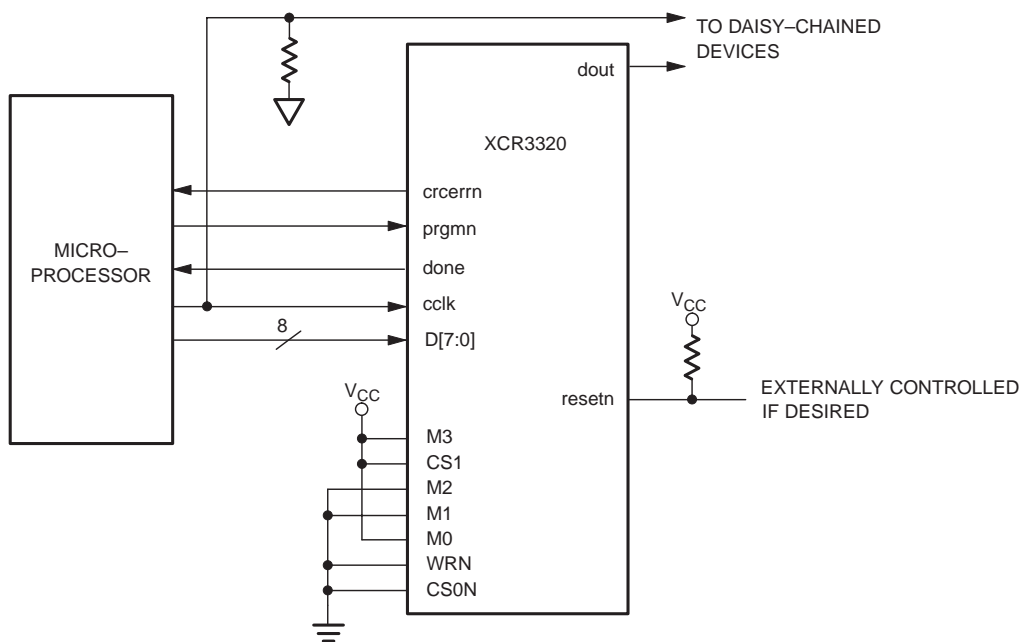 TO DAISY–CHAINED
DEVICES
dout
XCR3320
crcerrn
prgmn
MICRO–
PROCESSOR
done
cclk
8
D[7:0]
VCC
resetn
EXTERNALLY CONTROLLED
IF DESIRED
VCC
M3
CS1
M2
M1
M0
WRN
CS0N